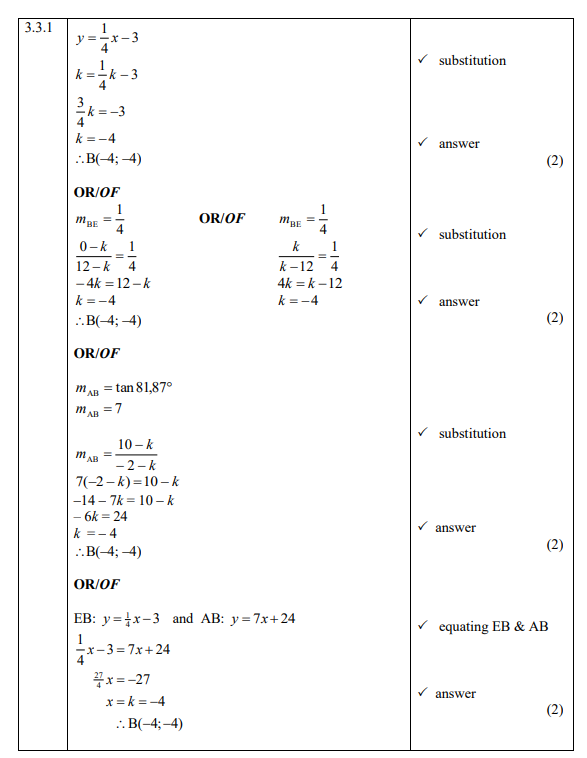 3.3.1
y = 1/4 x − 3
k = 1/4 k − 3
✓ substitution
3/4 k = −3
k = −4
✓ answer
∴B(−4; −4)
(2)
OR/OF
m_BE = 1/4 OR/OF m_BE = 1/4
✓ substitution
(0 − k)/(12 − k) = 1/4 k/(k − 12) = 1/4
− 4k = 12 − k 4k = k − 12
k = −4 k = −4
✓ answer
∴B(−4; −4)
(2)
OR/OF
m_AB = tan 81,87°
m_AB = 7
✓ substitution
m_AB = (10 − k)/(− 2 − k)
7(−2 − k) = 10 − k
−14 − 7k = 10 − k
− 6k = 24
k = − 4
✓ answer
∴B(−4; −4)
(2)
OR/OF
EB: y = 1/4 x − 3 and AB: y = 7x + 24
✓ equating EB & AB
1/4 x − 3 = 7x + 24
27/4 x = −27
x = k = −4
✓ answer
(2)
∴B(−4;−4)